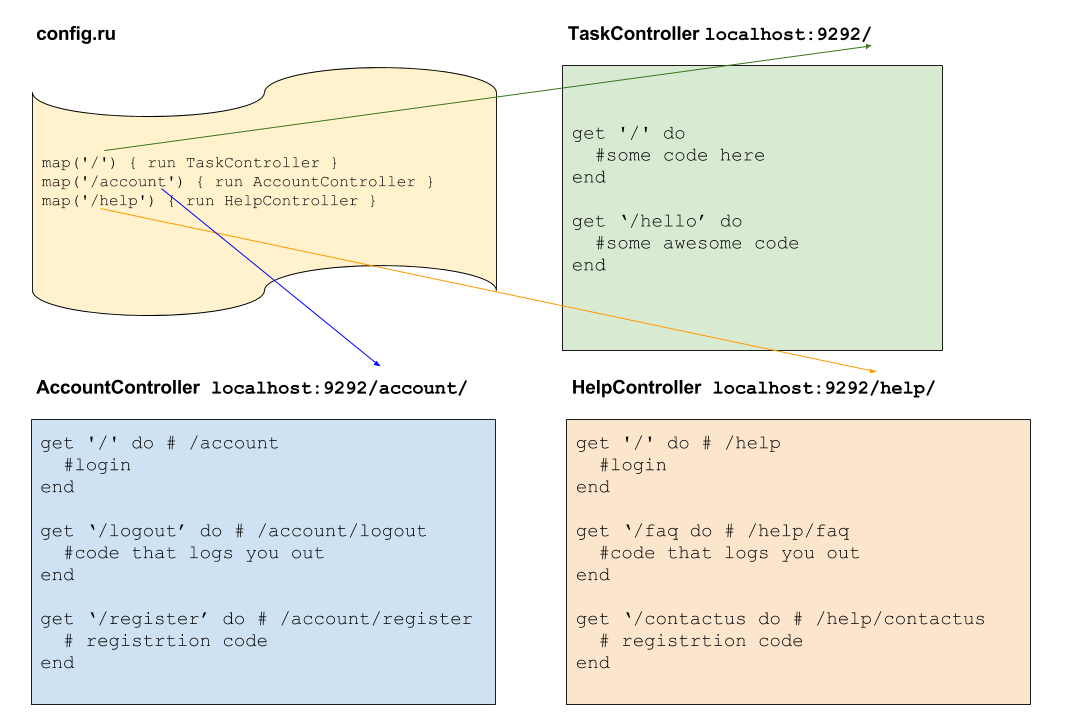 config.ru
map('/') { run TaskController }
map('/account') { run AccountController }
map('/help') { run HelpController }
TaskController localhost:9292/
get '/' do
#some code here
end
get ‘/hello’ do
#some awesome code
end
AccountController localhost:9292/account/
get '/' do # /account
#login
end
get ‘/logout’ do # /account/logout
#code that logs you out
end
get ‘/register’ do # /account/register
# registrtion code
end
HelpController localhost:9292/help/
get '/' do # /help
#login
end
get ‘/faq do # /help/faq
#code that logs you out
end
get ‘/contactus do # /help/contactus
# registrtion code
end